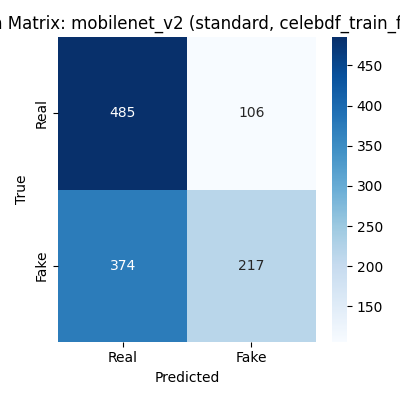 Matrix: mobilenet_v2 (standard, celebdf_train_f
True
Real
485
106
Fake
374
217
Real
Fake
Predicted
450
400
350
300
250
200
150